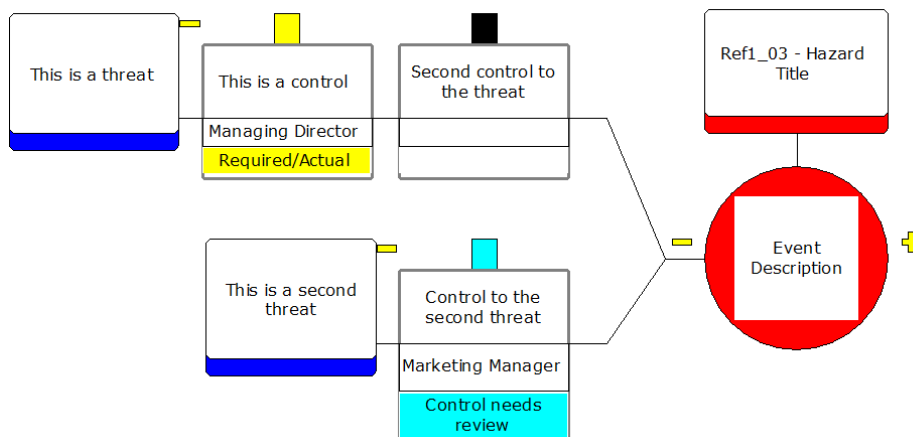 This is a threat
This is a control
Managing Director
Required/Actual
Second control to
the threat
Ref1_03 - Hazard
Title
This is a second
threat
Control to the
second threat
Marketing Manager
Control needs
review
Event
Description